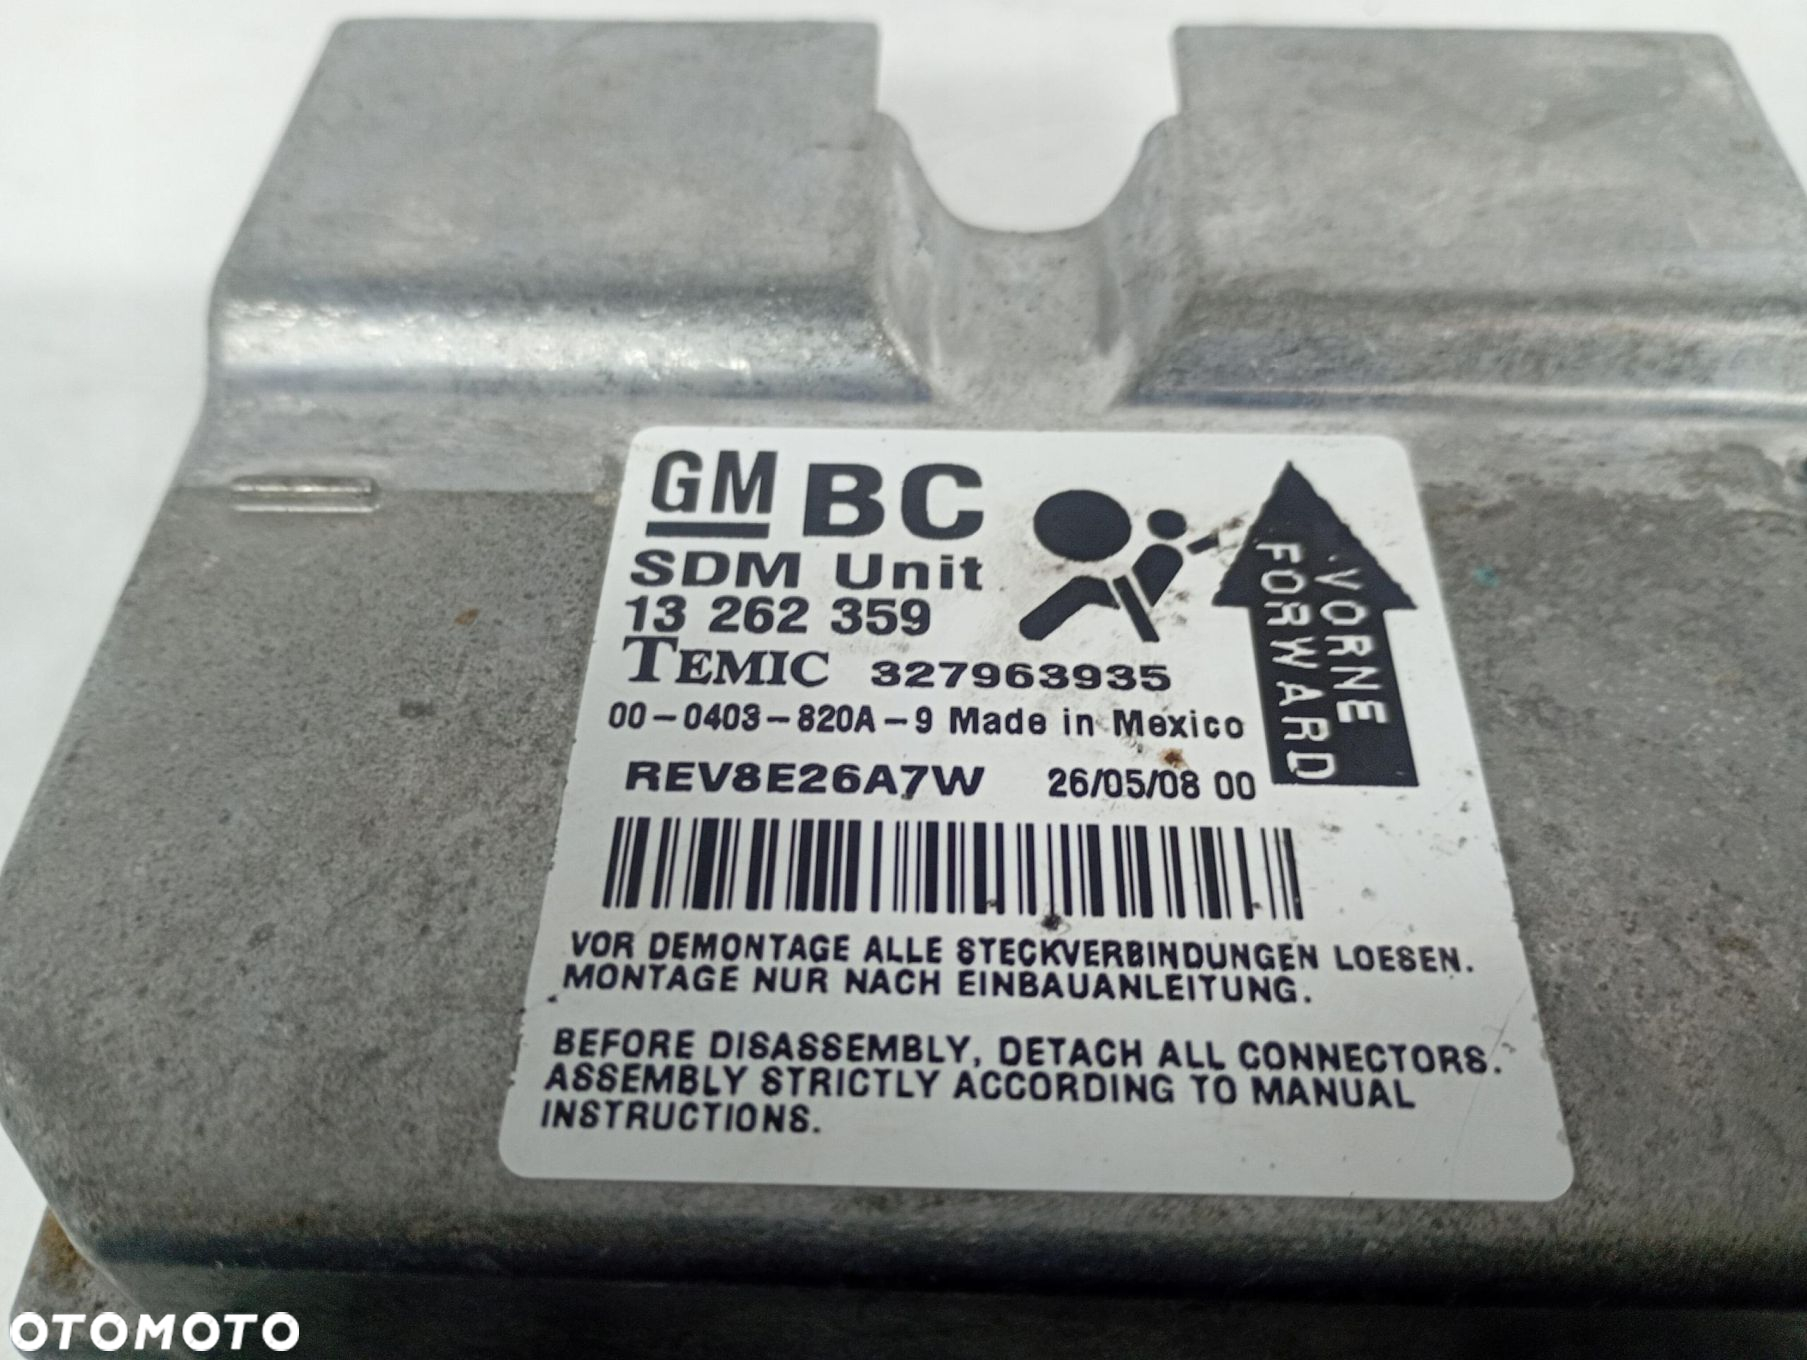 GM BC
SDM Unit
13 262 359
TEMIC 327963935
00-0403-820A-9 Made in Mexico
REV8E26A7W 26/05/08 00
VORNE
FORWARD
VOR DEMONTAGE ALLE STECKVERBINDUNGEN LOESEN.
MONTAGE NUR NACH EINBAUANLEITUNG.
BEFORE DISASSEMBLY, DETACH ALL CONNECTORS.
ASSEMBLY STRICTLY ACCORDING TO MANUAL
INSTRUCTIONS.
OTOMOTO